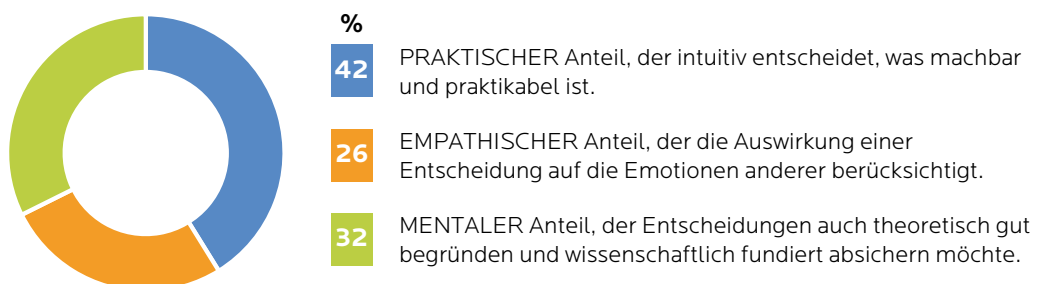 %
42 PRAKTISCHER Anteil, der intuitiv entscheidet, was machbar
und praktikabel ist.
26 EMPATHISCHER Anteil, der die Auswirkung einer
Entscheidung auf die Emotionen anderer berücksichtigt.
32 MENTALER Anteil, der Entscheidungen auch theoretisch gut
begründen und wissenschaftlich fundiert absichern möchte.